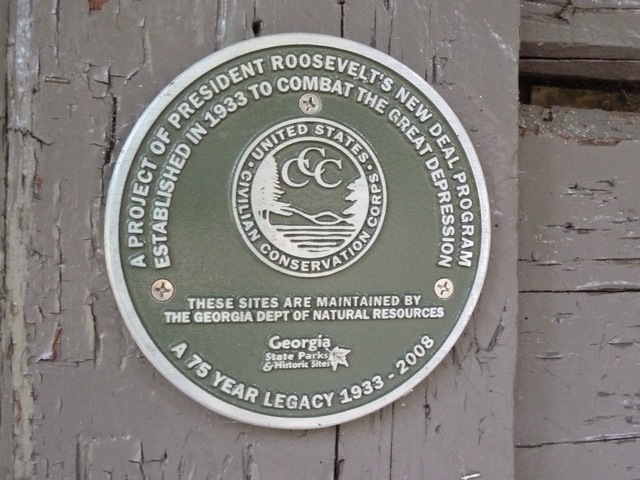 A PROJECT OF PRESIDENT ROOSEVELT'S NEW DEAL PROGRAM
ESTABLISHED IN 1933 TO COMBAT THE GREAT DEPRESSION
UNITED STATES
CCC
CIVILIAN CONSERVATION CORPS
THESE SITES ARE MAINTAINED BY
THE GEORGIA DEPT OF NATURAL RESOURCES
Georgia
State Parks
& Historic Sites
A 75 YEAR LEGACY 1933 - 2008